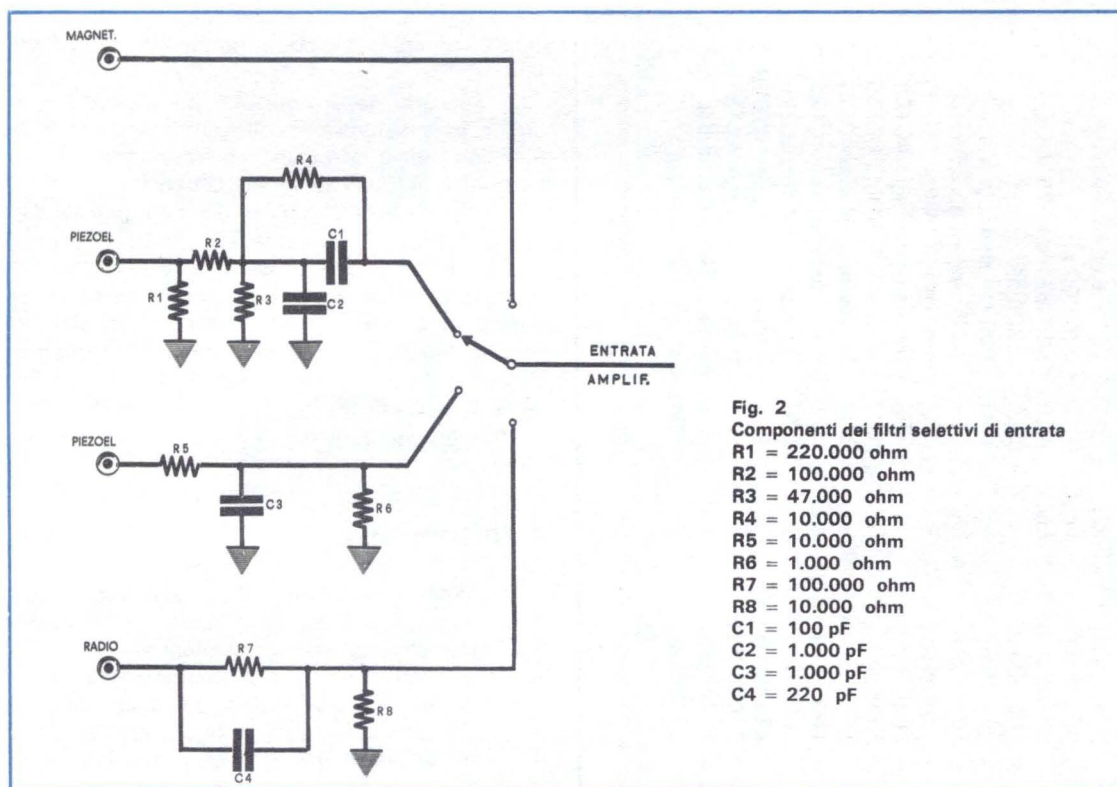 MAGNET.
R4
PIEZOEL
R2
C1
R1
R3
C2
ENTRATA
AMPLIF.
PIEZOEL
R5
C3
R6
RADIO
R7
R8
C4
Fig. 2
Componenti dei filtri selettivi di entrata
R1 = 220.000 ohm
R2 = 100.000 ohm
R3 = 47.000 ohm
R4 = 10.000 ohm
R5 = 10.000 ohm
R6 = 1.000 ohm
R7 = 100.000 ohm
R8 = 10.000 ohm
C1 = 100 pF
C2 = 1.000 pF
C3 = 1.000 pF
C4 = 220 pF